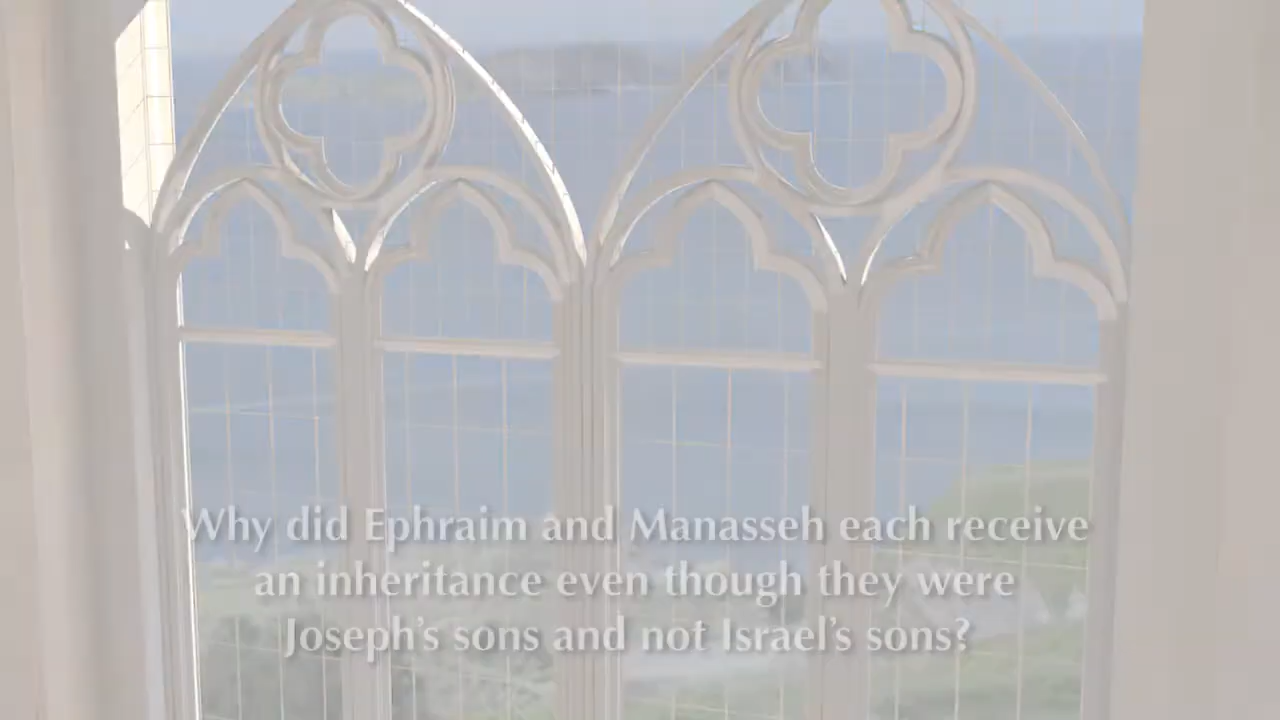 Why did Ephraim and Manasseh each receive
an inheritance even though they were
Joseph's sons and not Israel's sons?